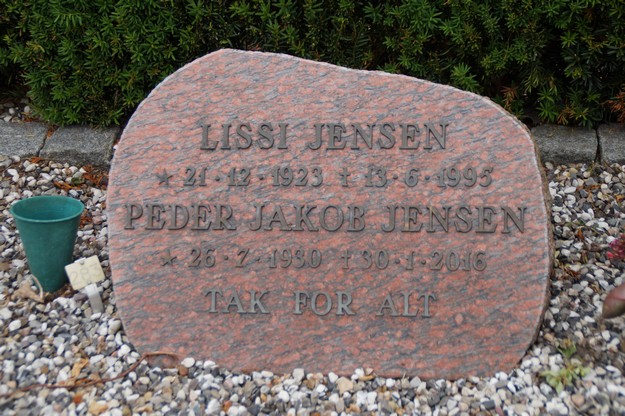 LISSI JENSEN
★ 21·12·1923 ✝ 13·6·1995
PEDER JAKOB JENSEN
★ 26·7·1930 ✝ 30·1·2016
TAK FOR ALT